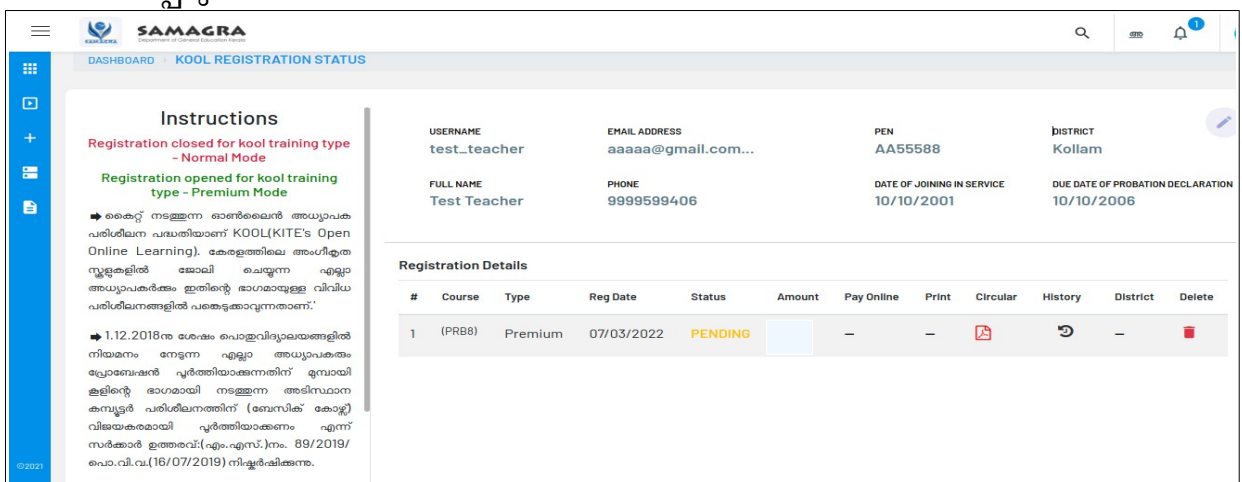 SAMAGRA
Department of General Education Kerala
SAMAGRA
1
DASHBOARD
KOOL REGISTRATION STATUS
Instructions
Registration closed for kool training type
- Normal Mode
Registration opened for kool training
type - Premium Mode
➡ കൈറ്റ് നടത്തുന്ന ഓൺലൈൻ അധ്യാപക
പരിശീലന പദ്ധതിയാണ് KOOL(KITE's Open
Online Learning). കേരളത്തിലെ അംഗീകൃത
സ്കൂളുകളിൽ ജോലി ചെയ്യുന്ന എല്ലാ
അധ്യാപകർക്കും ഇതിന്റെ ഭാഗമായുള്ള വിവിധ
പരിശീലനങ്ങളിൽ പങ്കെടുക്കാവുന്നതാണ്.'
➡ 1.12.2018നു ശേഷം പൊതുവിദ്യാലയങ്ങളിൽ
നിയമനം നേടുന്ന എല്ലാ അധ്യാപകരും
പ്രോബേഷൻ പൂർത്തിയാക്കുന്നതിന് മുമ്പായി
കൂളിന്റെ ഭാഗമായി നടത്തുന്ന അടിസ്ഥാന
കമ്പ്യൂട്ടർ പരിശീലനത്തിന് (ബേസിക് കോഴ്സ്)
വിജയകരമായി പൂർത്തിയാക്കണം എന്ന്
സർക്കാർ ഉത്തരവ്:(എം.എസ്.)നം. 89/2019/
പൊ.വി.വ.(16/07/2019) നിഷ്കർഷിക്കുന്നു.
©2021
USERNAME EMAIL ADDRESS PEN DISTRICT
test_teacher aaaaa@gmail.com... AA55588 Kollam
FULL NAME PHONE DATE OF JOINING IN SERVICE DUE DATE OF PROBATION DECLARATION
Test Teacher 9999599406 10/10/2001 10/10/2006
Registration Details
# Course Type Reg Date Status Amount Pay Online Print Circular History District Delete
1 (PRB8) Premium 07/03/2022 PENDING – – –